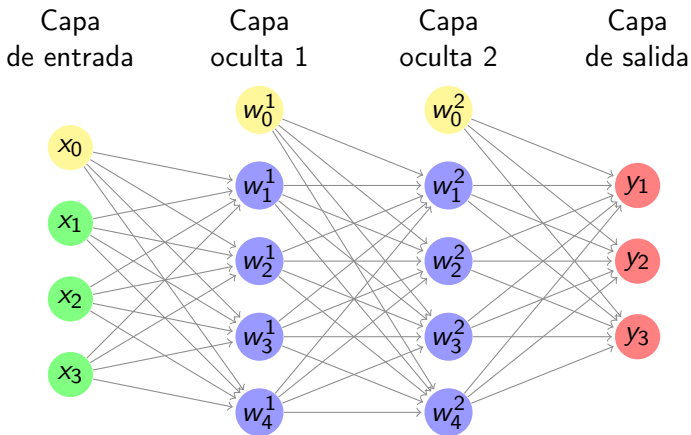 Capa
de entrada
Capa
oculta 1
Capa
oculta 2
Capa
de salida
x₀
x₁
x₂
x₃
w₀¹
w₁¹
w₂¹
w₃¹
w₄¹
w₀²
w₁²
w₂²
w₃²
w₄²
y₁
y₂
y₃